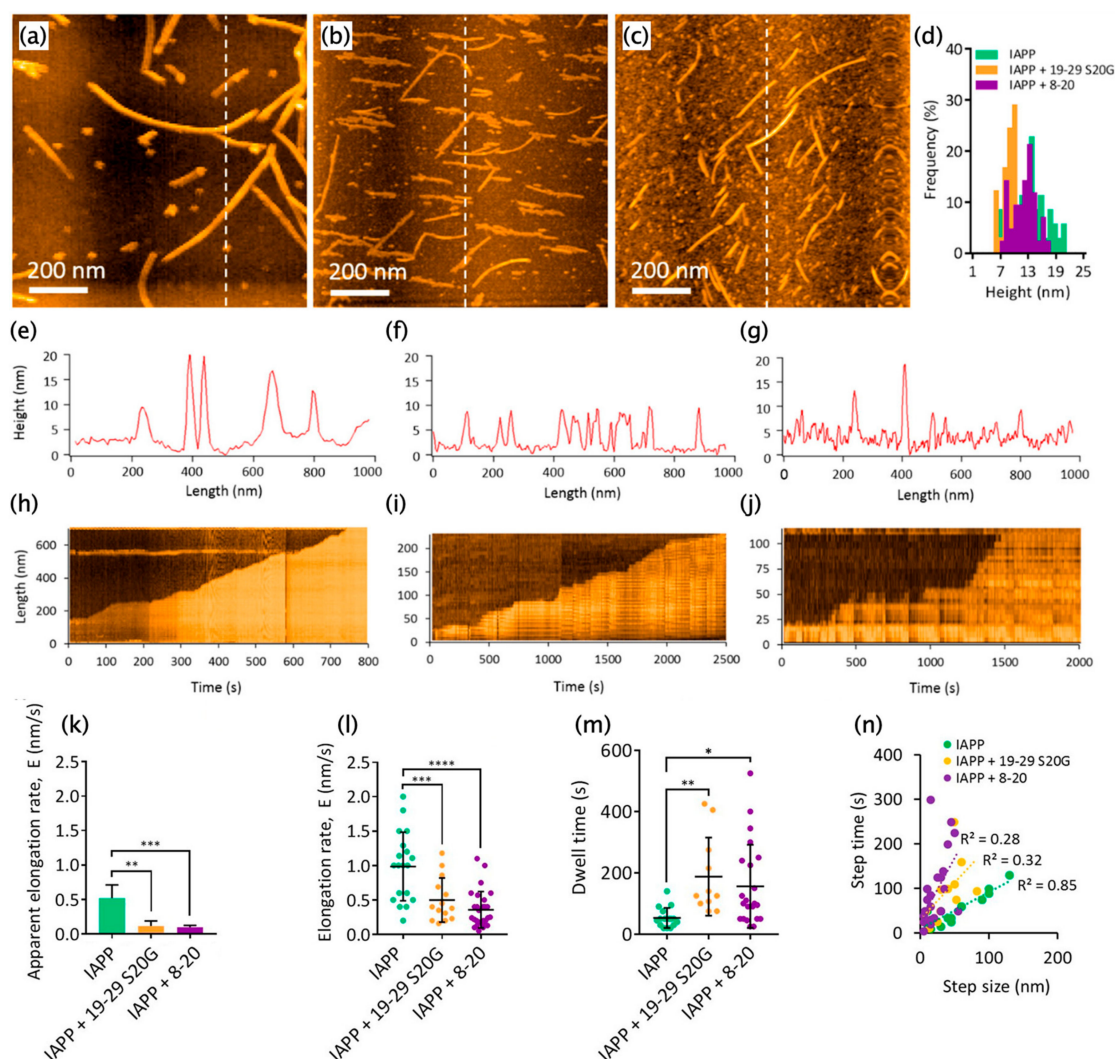 (a)
200 nm
(b)
200 nm
(c)
200 nm
(d)
IAPP
IAPP + 19-29 S20G
IAPP + 8-20
Frequency (%)
40
30
20
10
0
1 7 13 19 25
Height (nm)
(e)
Height (nm)
20
15
10
5
0
0 200 400 600 800 1000
Length (nm)
(f)
20
15
10
5
0
0 200 400 600 800 1000
Length (nm)
(g)
20
15
10
5
0
0 200 400 600 800 1000
Length (nm)
(h)
Length (nm)
600
400
200
0
0 100 200 300 400 500 600 700 800
Time (s)
(i)
200
150
100
50
0
0 500 1000 1500 2000 2500
Time (s)
(j)
100
75
50
25
0
0 500 1000 1500 2000
Time (s)
(k)
Apparent elongation rate, E (nm/s)
2.5
2.0
1.5
1.0
0.5
0.0
***
**
IAPP
IAPP + 19-29 S20G
IAPP + 8-20
(l)
Elongation rate, E (nm/s)
2.5
2.0
1.5
1.0
0.5
0.0
****
***
IAPP
IAPP + 19-29 S20G
IAPP + 8-20
(m)
Dwell time (s)
600
400
200
0
*
**
IAPP
IAPP + 19-29 S20G
IAPP + 8-20
(n)
IAPP
IAPP + 19-29 S20G
IAPP + 8-20
Step time (s)
400
300
200
100
0
R² = 0.28
R² = 0.32
R² = 0.85
0 50 100 150 200
Step size (nm)